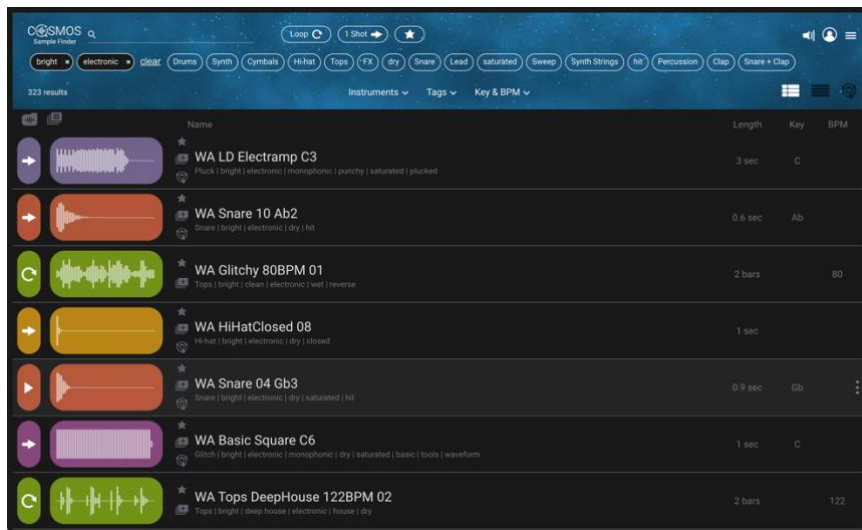 COSMOS
Sample Finder
Loop 1 Shot
bright × electronic × clear Drums Synth Cymbals Hi-hat Tops FX dry Snare Lead saturated Sweep Synth Strings hit Percussion Clap Snare + Clap
323 results Instruments Tags Key & BPM
Name Length Key BPM
WA LD Electramp C3 3 sec C
Pluck | bright | electronic | monophonic | punchy | saturated | plucked
WA Snare 10 Ab2 0.6 sec Ab
Snare | bright | electronic | dry | hit
WA Glitchy 80BPM 01 2 bars 80
Tops | bright | clean | electronic | wet | reverse
WA HiHatClosed 08 1 sec
Hi-hat | bright | electronic | dry | closed
WA Snare 04 Gb3 0.9 sec Gb
Snare | bright | electronic | dry | saturated | hit
WA Basic Square C6 1 sec C
Glitch | bright | electronic | monophonic | dry | saturated | basic | tools | waveform
WA Tops DeepHouse 122BPM 02 2 bars 122
Tops | bright | deep house | electronic | house | dry